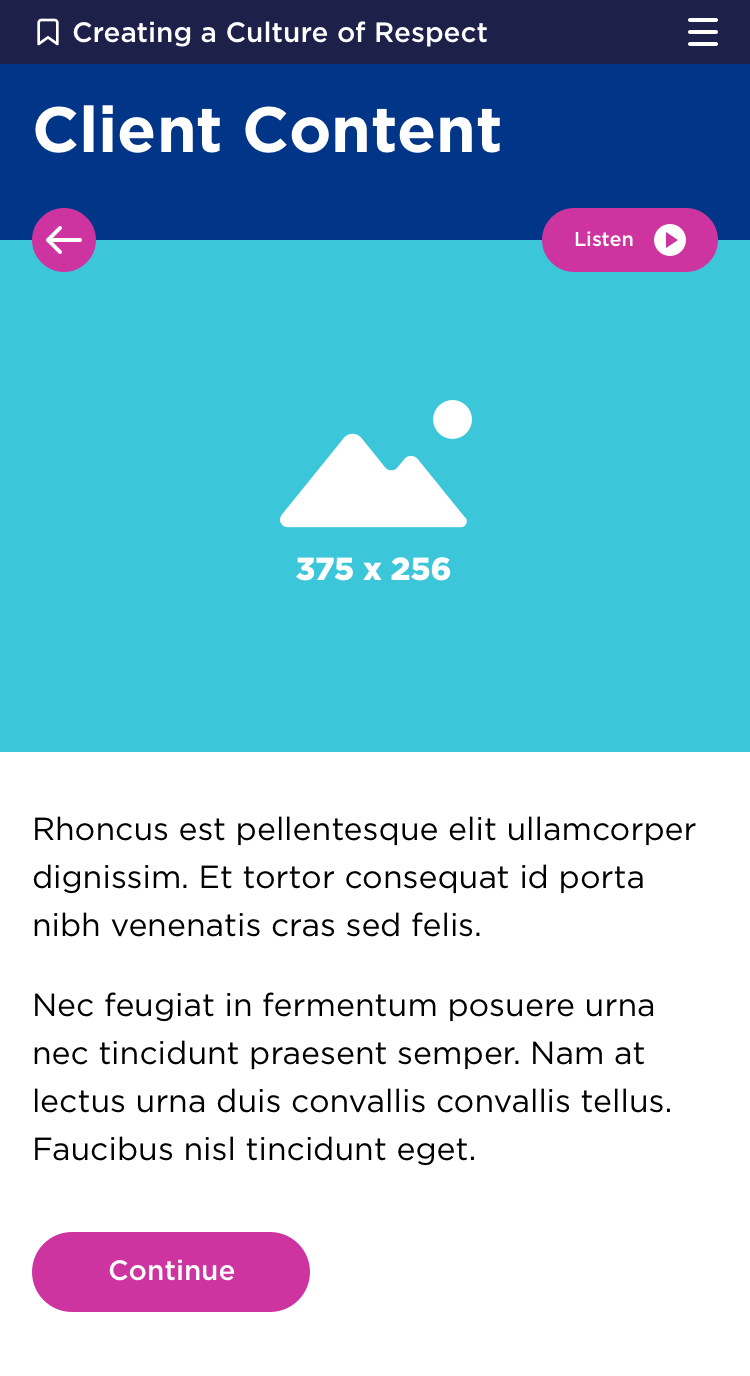 Creating a Culture of Respect
Client Content
Listen
375 x 256
Rhoncus est pellentesque elit ullamcorper
dignissim. Et tortor consequat id porta
nibh venenatis cras sed felis.
Nec feugiat in fermentum posuere urna
nec tincidunt praesent semper. Nam at
lectus urna duis convallis convallis tellus.
Faucibus nisl tincidunt eget.
Continue